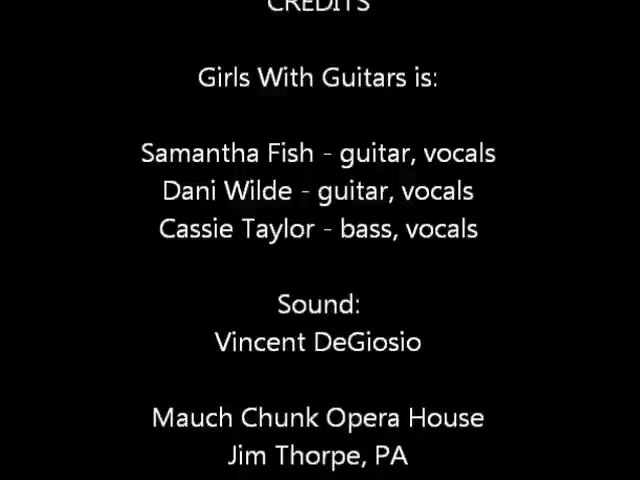 CREDITS
Girls With Guitars is:
Samantha Fish - guitar, vocals
Dani Wilde - guitar, vocals
Cassie Taylor - bass, vocals
Sound:
Vincent DeGiosio
Mauch Chunk Opera House
Jim Thorpe, PA